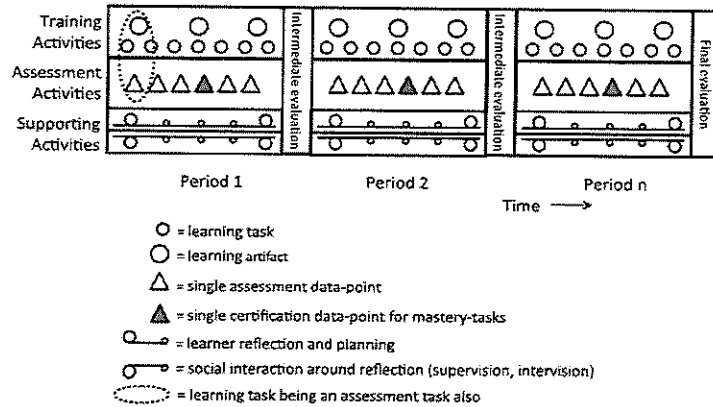 Training
Activities
Assessment
Activities
Supporting
Activities
Intermediate evaluation
Intermediate evaluation
Final evaluation
Period 1
Period 2
Period n
Time
= learning task
= learning artifact
= single assessment data-point
= single certification data-point for mastery-tasks
= learner reflection and planning
= social interaction around reflection (supervision, intervision)
= learning task being an assessment task also